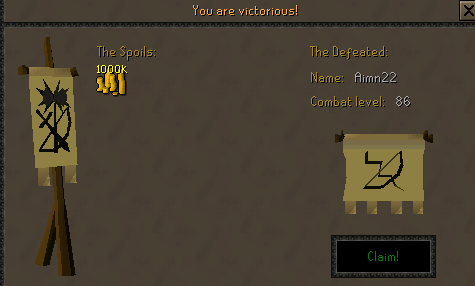 You are victorious!
The Spoils:
1000K
The Defeated:
Name: Aimn22
Combat level: 86
Claim!